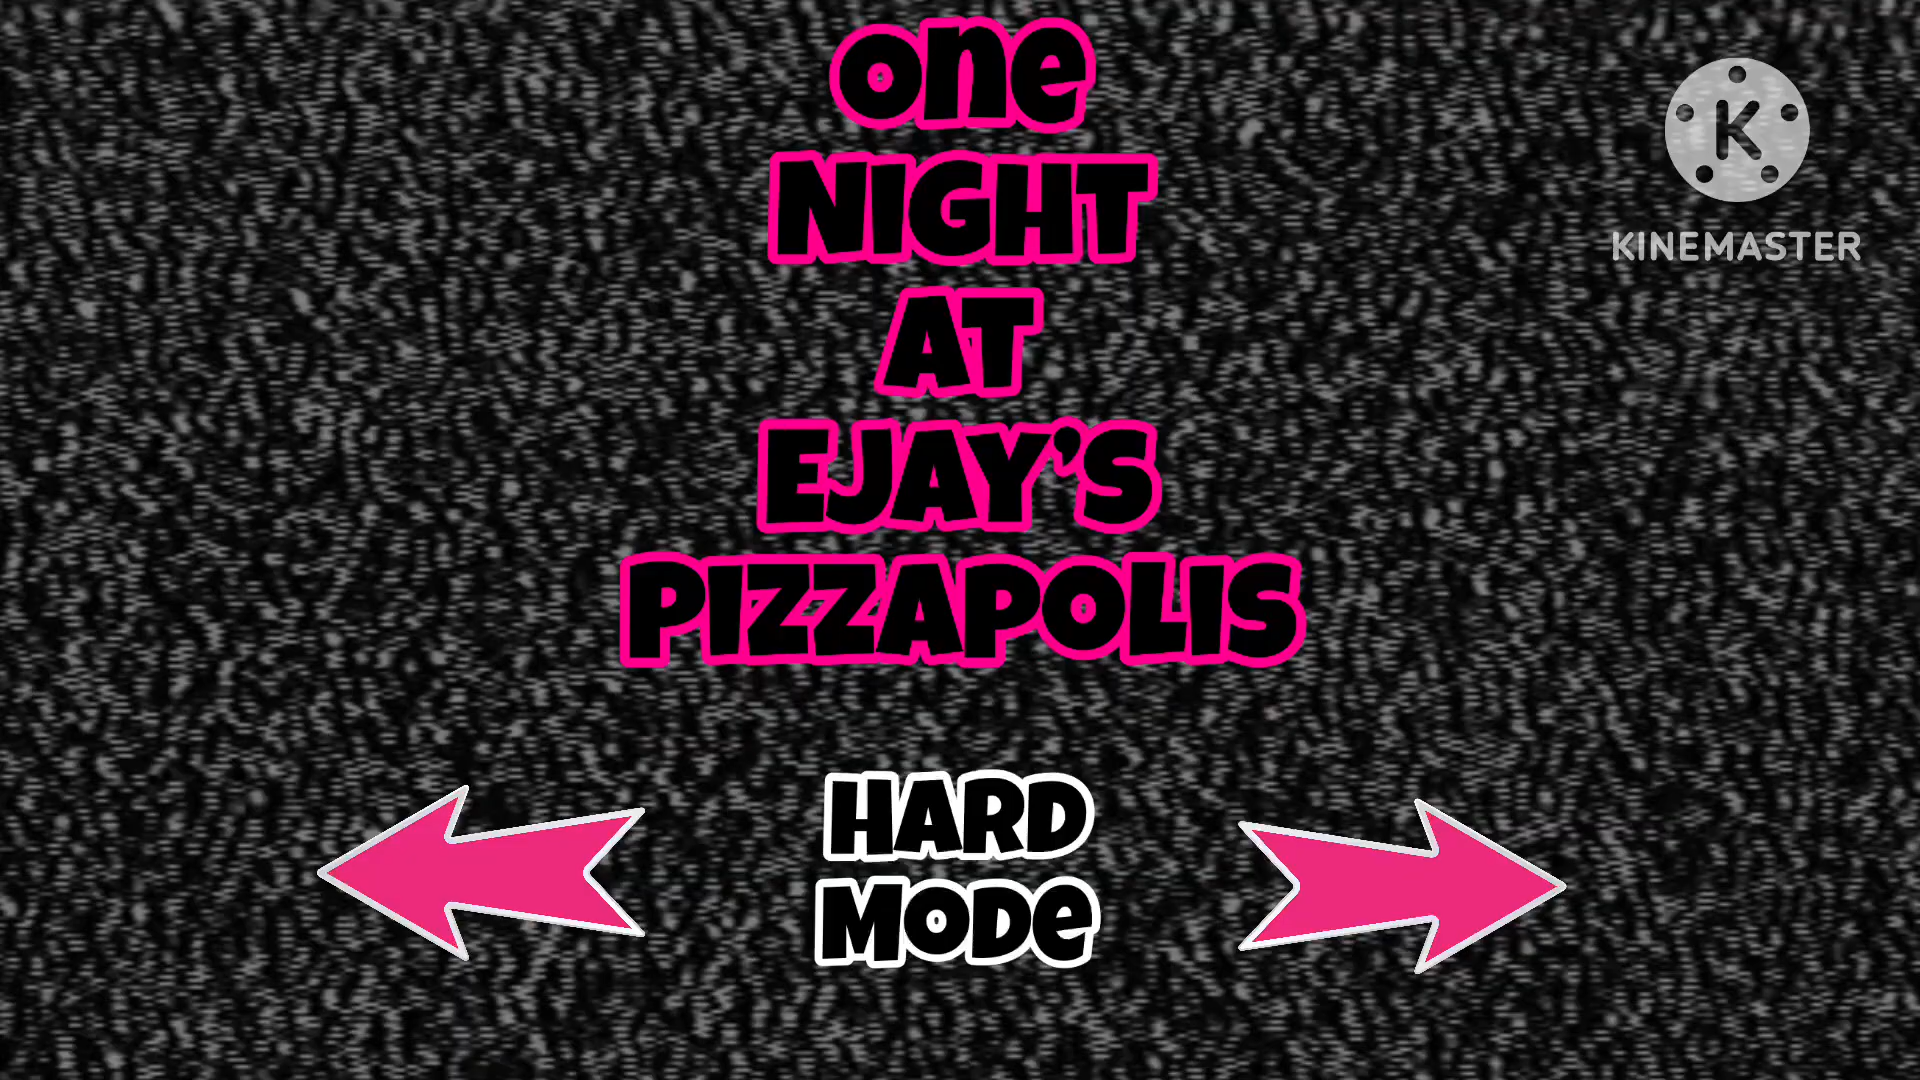 one
NIGHT
AT
EJAY'S
PIZZAPOLIS
K
KINEMASTER
HARD
MODe